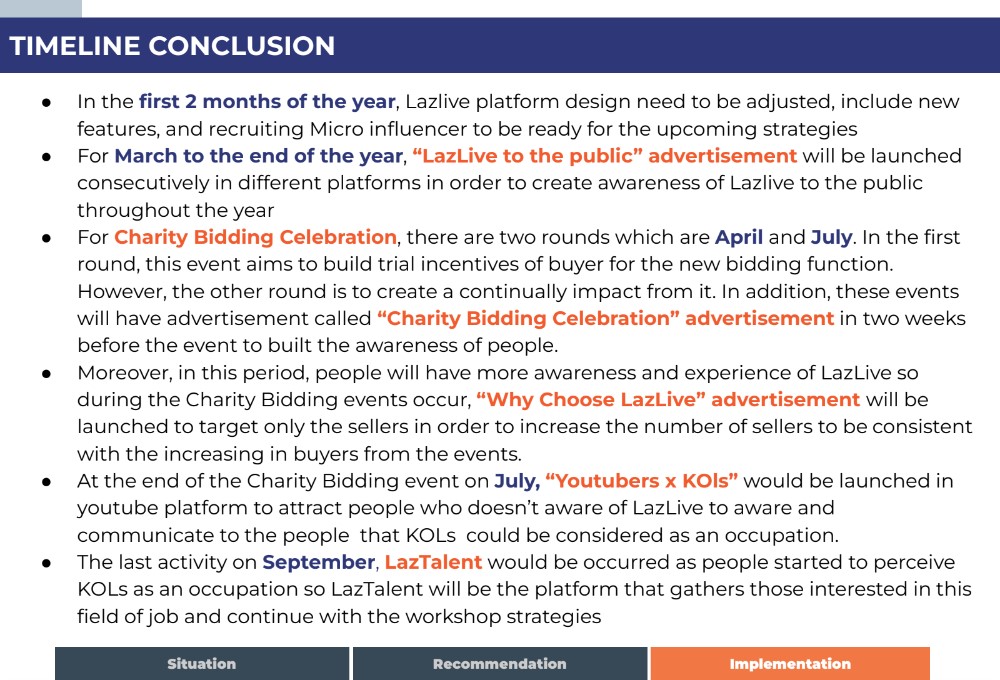 TIMELINE CONCLUSION
● In the first 2 months of the year, Lazlive platform design need to be adjusted, include new
features, and recruiting Micro influencer to be ready for the upcoming strategies
● For March to the end of the year, “LazLive to the public” advertisement will be launched
consecutively in different platforms in order to create awareness of Lazlive to the public
throughout the year
● For Charity Bidding Celebration, there are two rounds which are April and July. In the first
round, this event aims to build trial incentives of buyer for the new bidding function.
However, the other round is to create a continually impact from it. In addition, these events
will have advertisement called “Charity Bidding Celebration” advertisement in two weeks
before the event to built the awareness of people.
● Moreover, in this period, people will have more awareness and experience of LazLive so
during the Charity Bidding events occur, “Why Choose LazLive” advertisement will be
launched to target only the sellers in order to increase the number of sellers to be consistent
with the increasing in buyers from the events.
● At the end of the Charity Bidding event on July, “Youtubers x KOls” would be launched in
youtube platform to attract people who doesn’t aware of LazLive to aware and
communicate to the people that KOLs could be considered as an occupation.
● The last activity on September, LazTalent would be occurred as people started to perceive
KOLs as an occupation so LazTalent will be the platform that gathers those interested in this
field of job and continue with the workshop strategies
Situation
Recommendation
Implementation